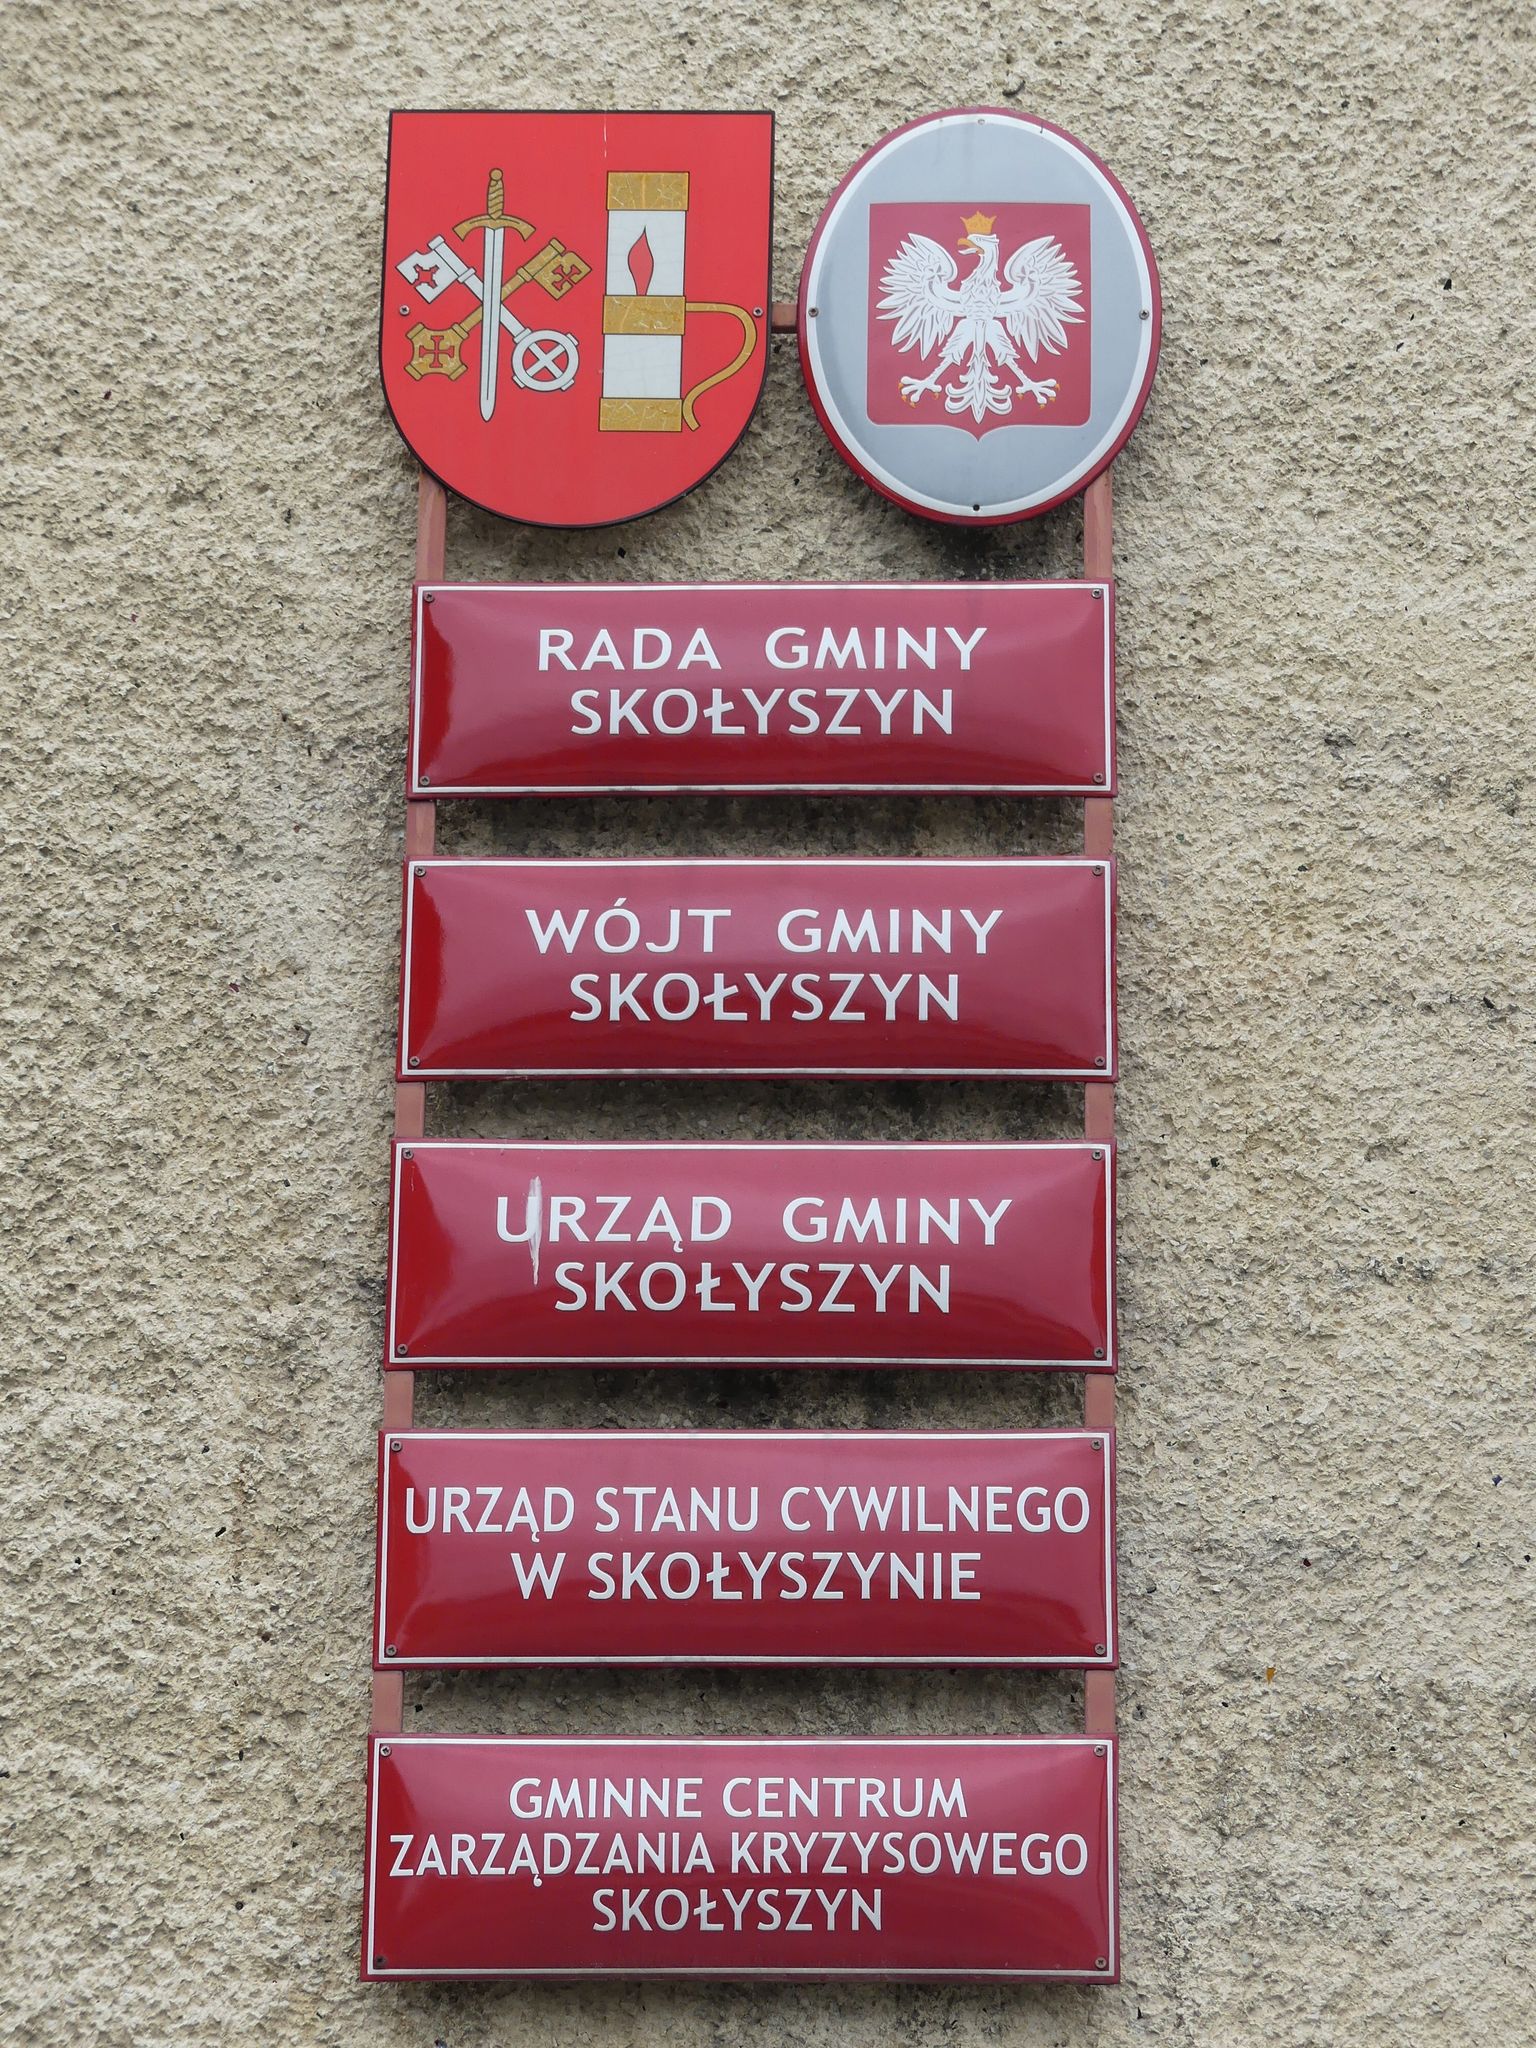 RADA GMINY
SKOŁYSZYN
WÓJT GMINY
SKOŁYSZYN
URZĄD GMINY
SKOŁYSZYN
URZĄD STANU CYWILNEGO
W SKOŁYSZYNIE
GMINNE CENTRUM
ZARZĄDZANIA KRYZYSOWEGO
SKOŁYSZYN